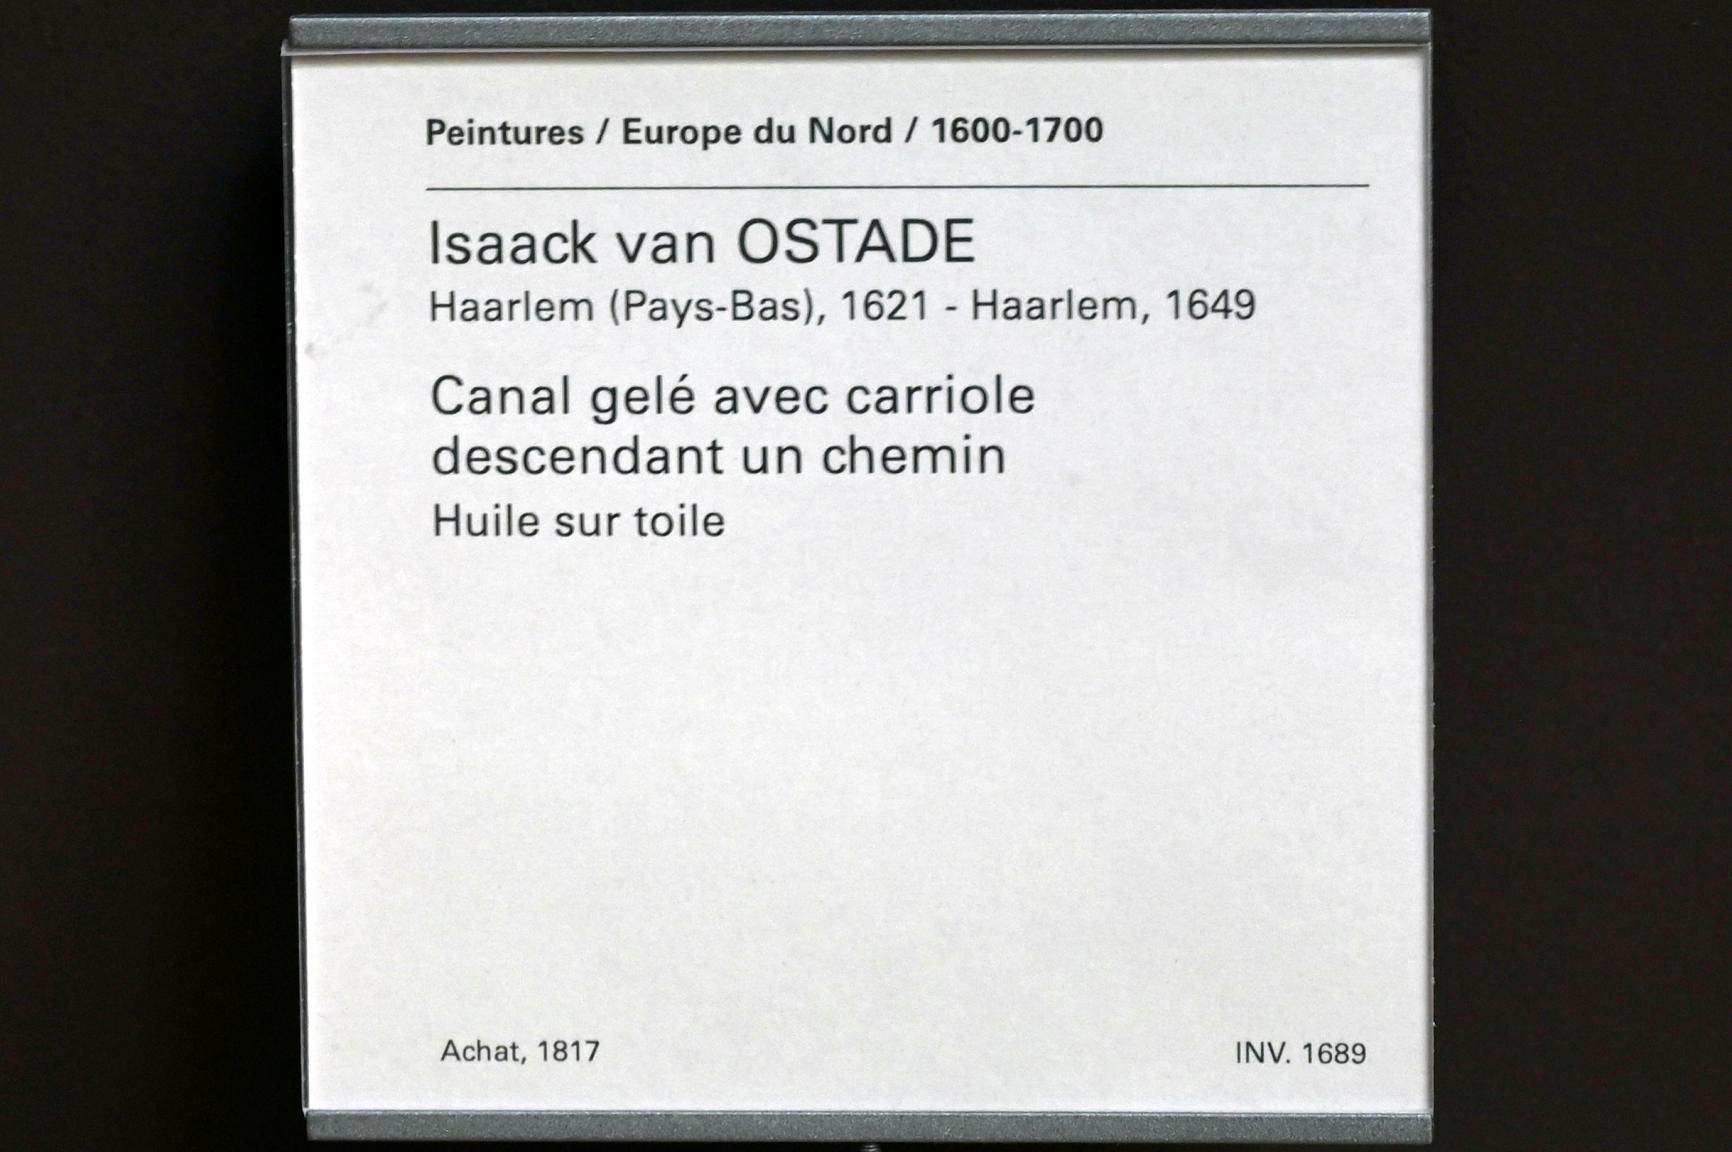 Peintures / Europe du Nord / 1600-1700
Isaack van OSTADE
Haarlem (Pays-Bas), 1621 - Haarlem, 1649
Canal gelé avec carriole
descendant un chemin
Huile sur toile
Achat, 1817
INV. 1689